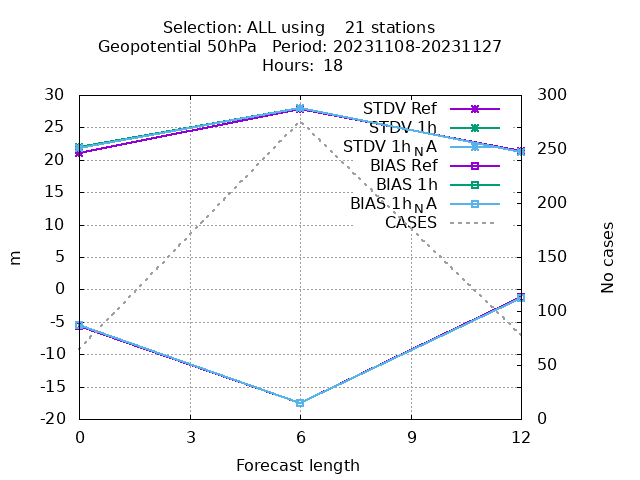 Selection: ALL using 21 stations
Geopotential 50hPa Period: 20231108-20231127
Hours: 18
30 300
STDV Ref
25 STDV 1h
STDV 1hNA 250
20
BIAS Ref
15 BIAS 1h
BIAS 1hNA 200
10 CASES
5 150
0
-5 100
-10
-15 50
-20 0
m
No cases
0 3 6 9 12
Forecast length